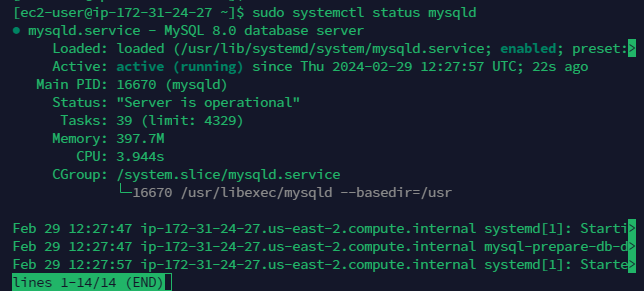 [ec2-user@ip-172-31-24-27 ~]$ sudo systemctl status mysqld
● mysqld.service - MySQL 8.0 database server
Loaded: loaded (/usr/lib/systemd/system/mysqld.service; enabled; preset:>
Active: active (running) since Thu 2024-02-29 12:27:57 UTC; 22s ago
Main PID: 16670 (mysqld)
Status: "Server is operational"
Tasks: 39 (limit: 4329)
Memory: 397.7M
CPU: 3.944s
CGroup: /system.slice/mysqld.service
└─16670 /usr/libexec/mysqld --basedir=/usr
Feb 29 12:27:47 ip-172-31-24-27.us-east-2.compute.internal systemd[1]: Starti>
Feb 29 12:27:47 ip-172-31-24-27.us-east-2.compute.internal mysql-prepare-db-d>
Feb 29 12:27:57 ip-172-31-24-27.us-east-2.compute.internal systemd[1]: Starte>
lines 1-14/14 (END)